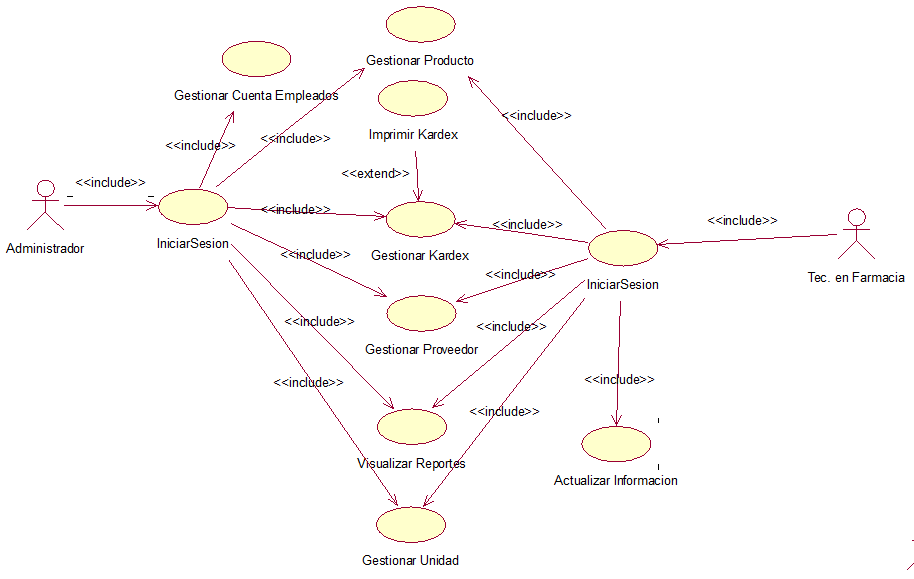 Gestionar Producto
Gestionar Cuenta Empleados
<<include>>
Imprimir Kardex
<<include>>
<<include>>
<<extend>>
<<include>>
Administrador
IniciarSesion
<<include>>
Gestionar Kardex
<<include>>
<<include>>
Tec. en Farmacia
IniciarSesion
<<include>>
<<include>>
Gestionar Proveedor
<<include>>
<<include>>
<<include>>
<<include>>
<<include>>
Visualizar Reportes
Actualizar Informacion
Gestionar Unidad